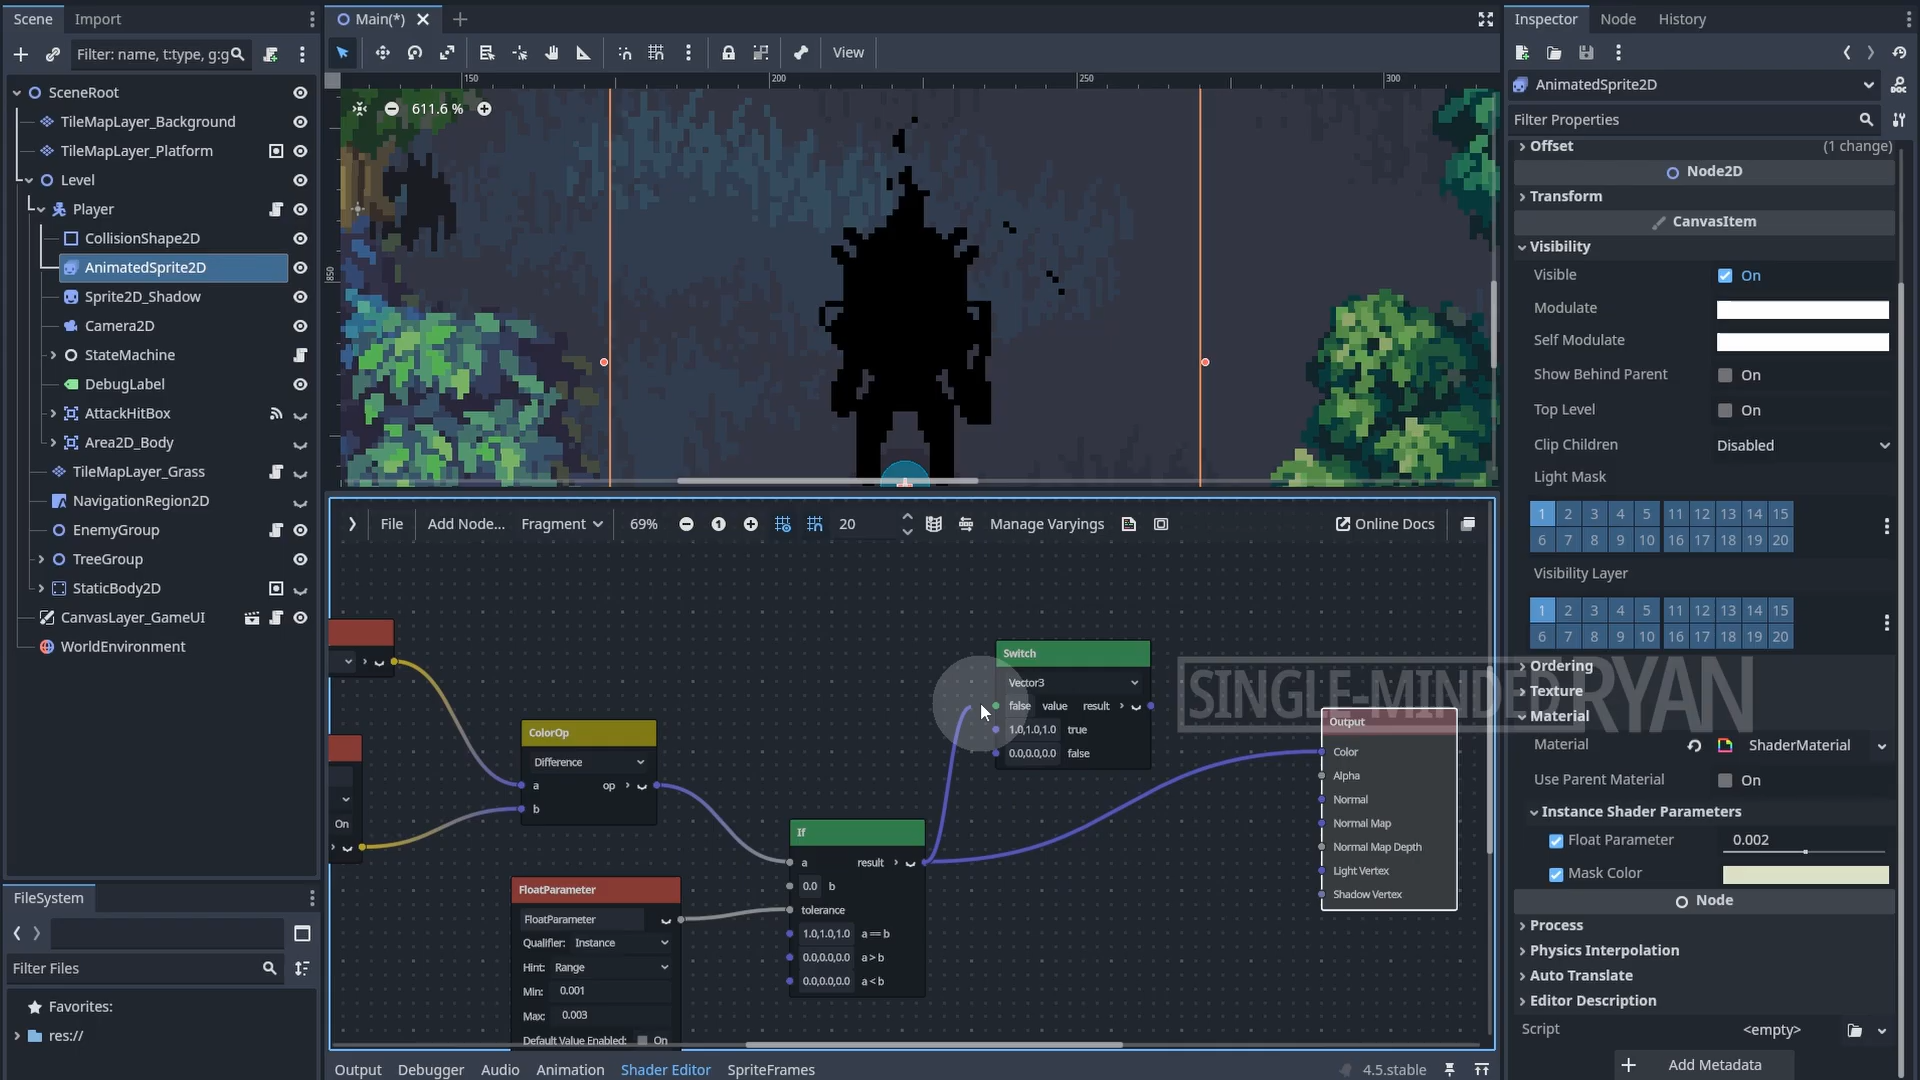 Scene
Import
Filter: name, t:type, g:g
SceneRoot
TileMapLayer_Background
TileMapLayer_Platform
Level
Player
CollisionShape2D
AnimatedSprite2D
Sprite2D_Shadow
Camera2D
StateMachine
DebugLabel
AttackHitBox
Area2D_Body
TileMapLayer_Grass
NavigationRegion2D
EnemyGroup
TreeGroup
StaticBody2D
CanvasLayer_GameUI
WorldEnvironment
FileSystem
Filter Files
Favorites:
res://
Main(*)
View
150
200
250
300
850
611.6 %
File
Add Node...
Fragment
69%
20
Manage Varyings
Online Docs
On
ColorOp
Difference
a op
b
FloatParameter
FloatParameter
Qualifier: Instance
Hint: Range
Min: 0.001
Max: 0.003
Default Value Enabled: On
If
a result
0.0 b
tolerance
1.0,1.0,1.0 a == b
0.0,0.0,0.0 a > b
0.0,0.0,0.0 a < b
Switch
Vector3
false value result
1.0,1.0,1.0 true
0.0,0.0,0.0 false
SINGLE-MINDED RYAN
Output
Color
Alpha
Normal
Normal Map
Normal Map Depth
Light Vertex
Shadow Vertex
Output
Debugger
Audio
Animation
Shader Editor
SpriteFrames
4.5.stable
Inspector
Node
History
AnimatedSprite2D
DOC
Filter Properties
Offset (1 change)
Node2D
Transform
CanvasItem
Visibility
Visible On
Modulate
Self Modulate
Show Behind Parent On
Top Level On
Clip Children Disabled
Light Mask
1 2 3 4 5 11 12 13 14 15
6 7 8 9 10 16 17 18 19 20
Visibility Layer
1 2 3 4 5 11 12 13 14 15
6 7 8 9 10 16 17 18 19 20
Ordering
Texture
Material
Material ShaderMaterial
Use Parent Material On
Instance Shader Parameters
Float Parameter 0.002
Mask Color
Node
Process
Physics Interpolation
Auto Translate
Editor Description
Script <empty>
Add Metadata